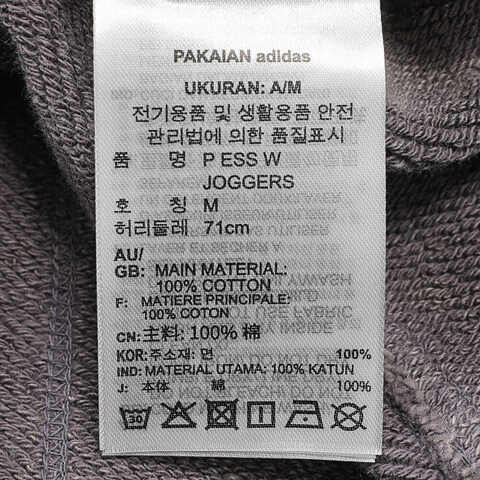 PAKAIAN adidas
UKURAN: A/M
전기용품 및 생활용품 안전
관리법에 의한 품질표시
품 명 P ESS W
JOGGERS
호 칭 M
허리둘레 71cm
AU/
GB: MAIN MATERIAL:
100% COTTON
F: MATIERE PRINCIPALE:
100% COTON
CN: 主料: 100% 棉
KOR: 주소재: 면 100%
IND: MATERIAL UTAMA: 100% KATUN
J: 本体 綿 100%
30